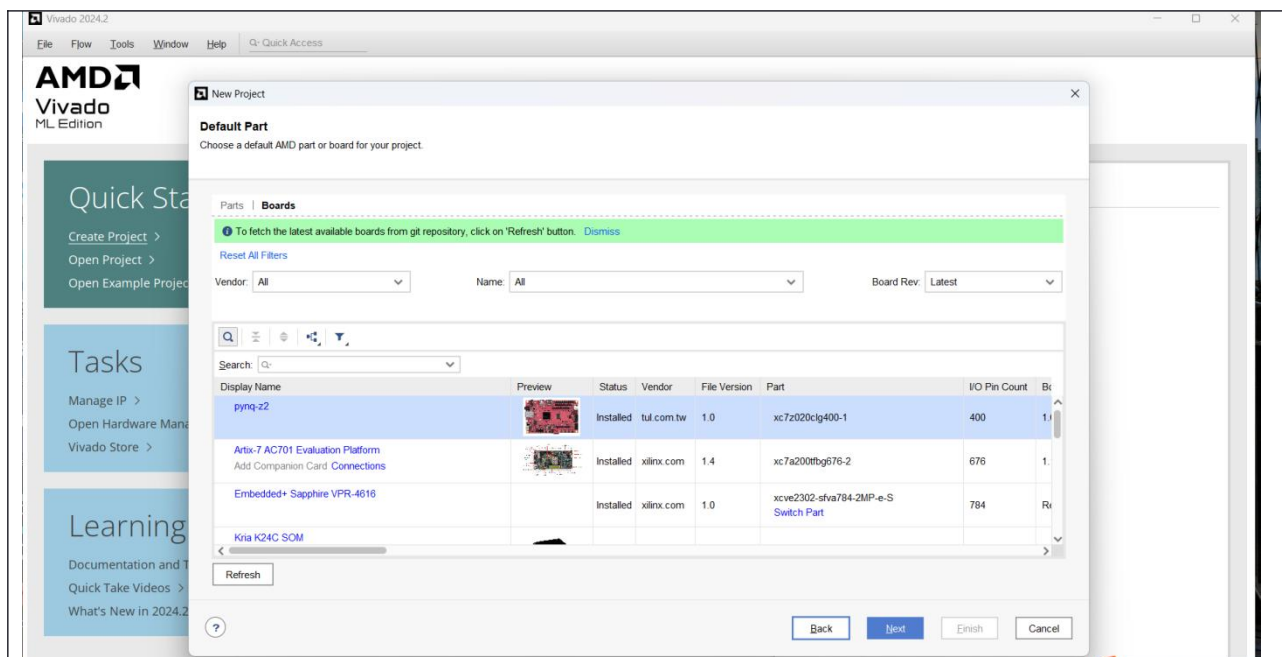 Vivado 2024.2
File Flow Tools Window Help Quick Access
AMD
Vivado
ML Edition
New Project
Default Part
Choose a default AMD part or board for your project.
Quick Sta
Create Project >
Open Project >
Open Example Projec
Parts | Boards
To fetch the latest available boards from git repository, click on 'Refresh' button. Dismiss
Reset All Filters
Vendor: All Name: All Board Rev: Latest
Search:
Display Name Preview Status Vendor File Version Part I/O Pin Count Bo
pynq-z2 Installed tul.com.tw 1.0 xc7z020clg400-1 400 1.
Artix-7 AC701 Evaluation Platform
Add Companion Card Connections
Installed xilinx.com 1.4 xc7a200tfbg676-2 676 1.
Embedded+ Sapphire VPR-4616
Installed xilinx.com 1.0 xcve2302-sfva784-2MP-e-S 784 Re
Switch Part
Kria K24C SOM
Refresh
Tasks
Manage IP >
Open Hardware Mana
Vivado Store >
Learning
Documentation and T
Quick Take Videos >
What's New in 2024.2
? Back Next Finish Cancel